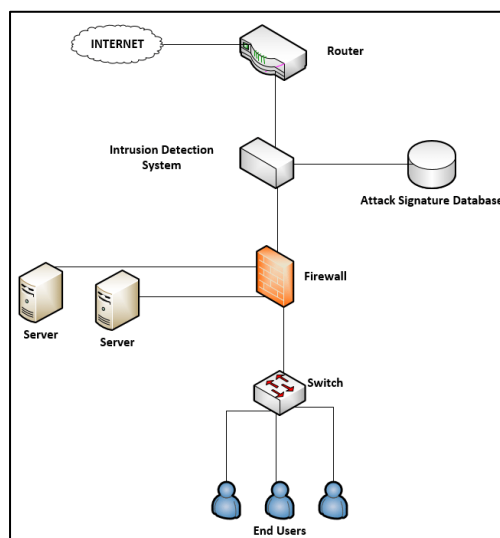 INTERNET
Router
Intrusion Detection
System
Attack Signature Database
Firewall
Server
Server
Switch
End Users